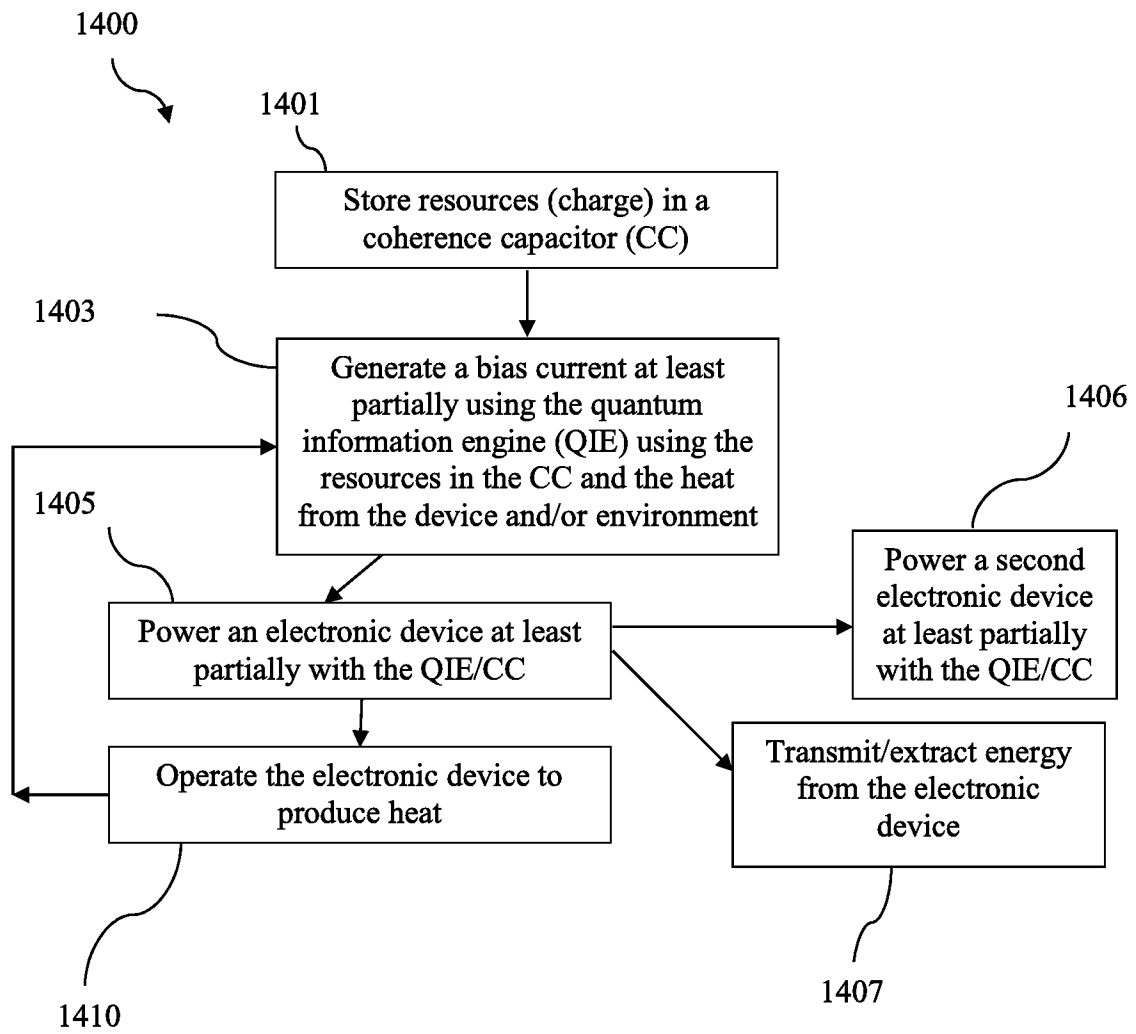 1400
1401
Store resources (charge) in a
coherence capacitor (CC)
1403
Generate a bias current at least
partially using the quantum
information engine (QIE) using the
resources in the CC and the heat
from the device and/or environment
1405
Power an electronic device at least
partially with the QIE/CC
1406
Power a second
electronic device
at least partially
with the QIE/CC
Operate the electronic device to
produce heat
1410
Transmit/extract energy
from the electronic
device
1407